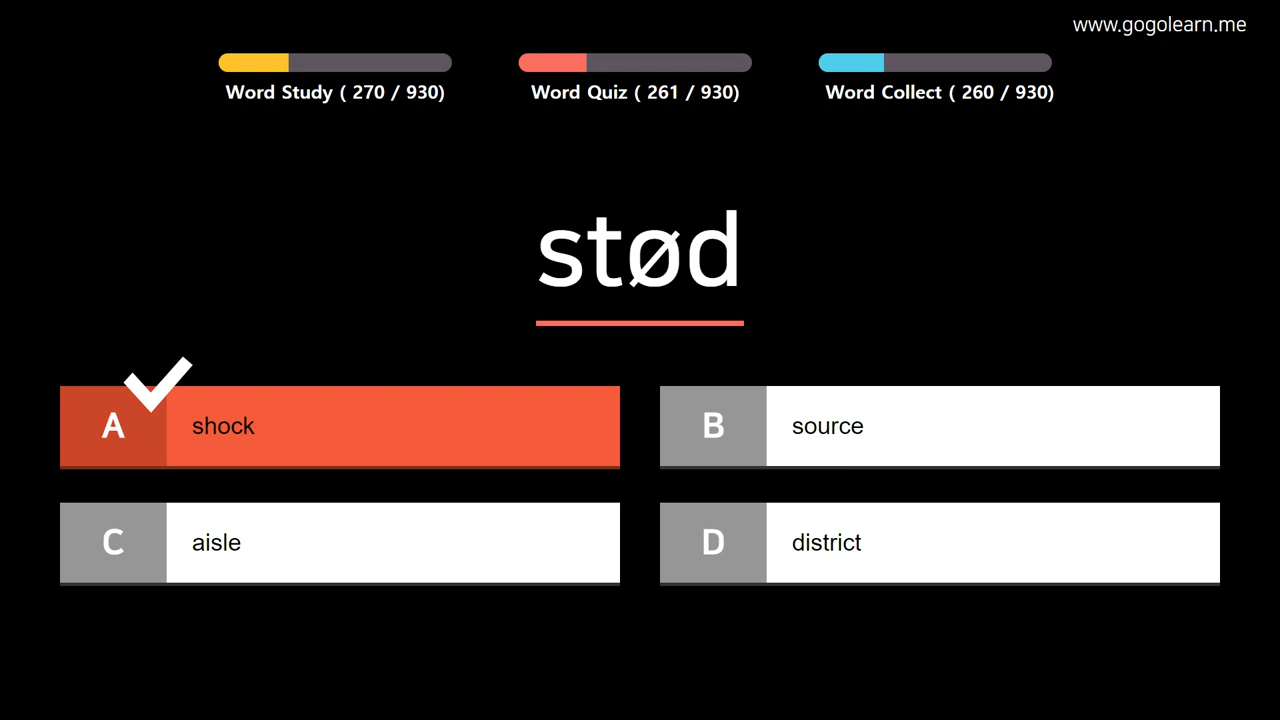 www.gogolearn.me
Word Study ( 270 / 930)
Word Quiz ( 261 / 930)
Word Collect ( 260 / 930)
stød
A shock
B source
C aisle
D district